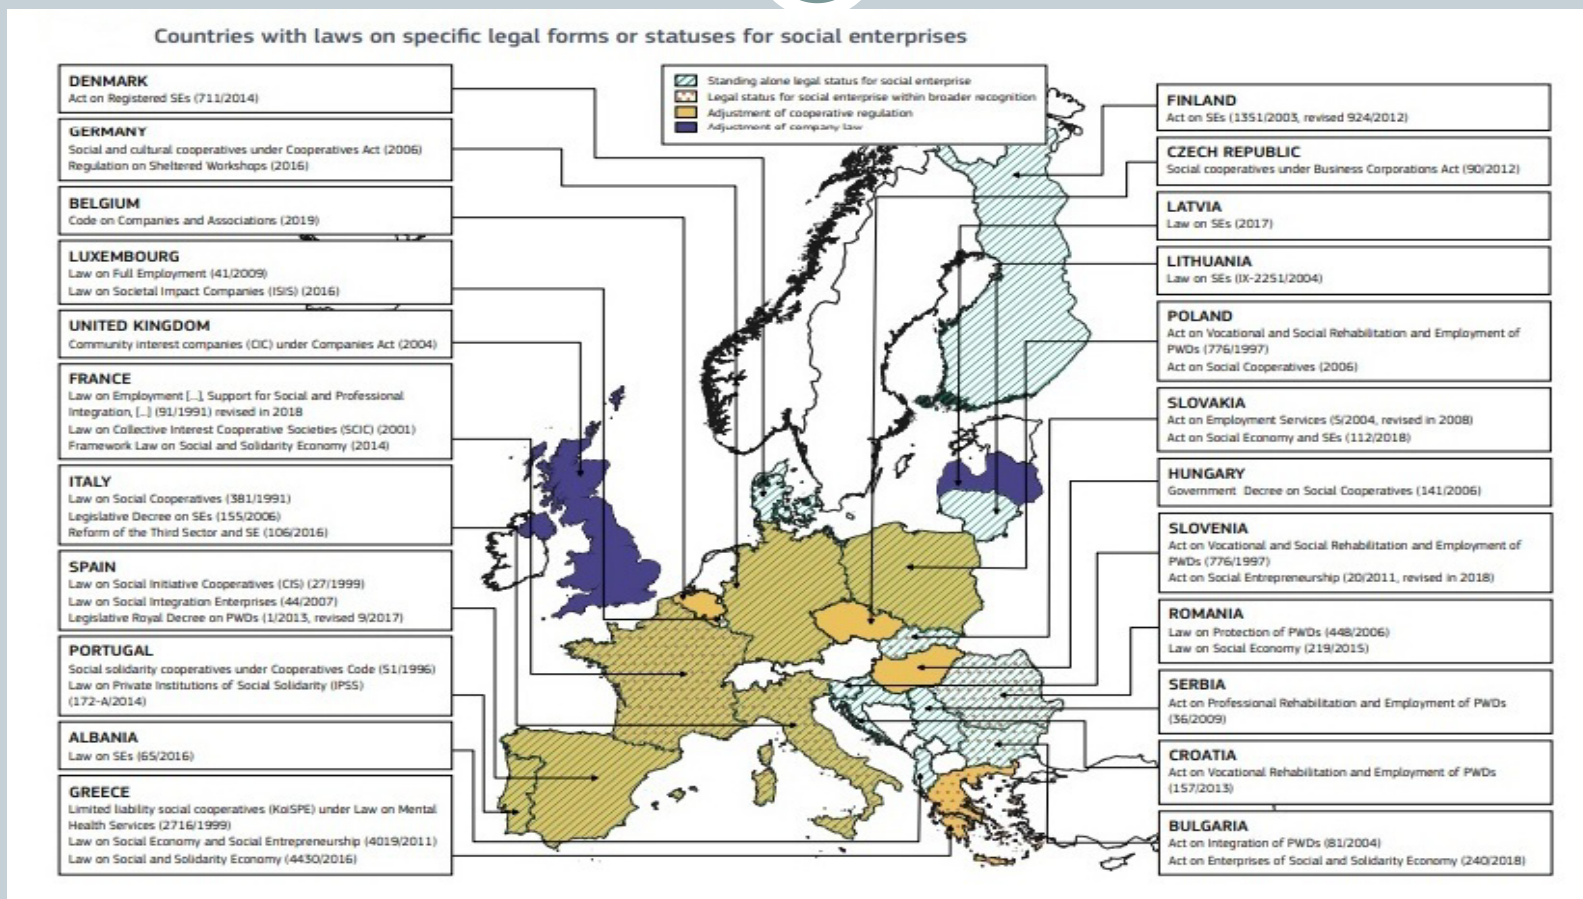 Countries with laws on specific legal forms or statuses for social enterprises
DENMARK
Act on Registered SEs (711/2014)
GERMANY
Social and cultural cooperatives under Cooperatives Act (2006)
Regulation on Sheltered Workshops (2016)
BELGIUM
Code on Companies and Associations (2019)
LUXEMBOURG
Law on Full Employment (41/2009)
Law on Societal Impact Companies (ISIS) (2016)
UNITED KINGDOM
Community interest companies (CIC) under Companies Act (2004)
FRANCE
Law on Employment [...], Support for Social and Professional
Integration, [...] (91/1991) revised in 2018
Law on Collective Interest Cooperative Societies (SCIC) (2001)
Framework Law on Social and Solidarity Economy (2014)
ITALY
Law on Social Cooperatives (381/1991)
Legislative Decree on SEs (155/2006)
Reform of the Third Sector and SE (106/2016)
SPAIN
Law on Social Initiative Cooperatives (CIS) (27/1999)
Law on Social Integration Enterprises (44/2007)
Legislative Royal Decree on PWDs (1/2013, revised 9/2017)
PORTUGAL
Social solidarity cooperatives under Cooperatives Code (51/1996)
Law on Private Institutions of Social Solidarity (IPSS)
(172-A/2014)
ALBANIA
Law on SEs (65/2016)
GREECE
Limited liability social cooperatives (KoiSPE) under Law on Mental
Health Services (2716/1999)
Law on Social Economy and Social Entrepreneurship (4019/2011)
Law on Social and Solidarity Economy (4430/2016)
Standing alone legal status for social enterprise
Legal status for social enterprise within broader recognition
Adjustment of cooperative regulation
Adjustment of company law
FINLAND
Act on SEs (1351/2003, revised 924/2012)
CZECH REPUBLIC
Social cooperatives under Business Corporations Act (90/2012)
LATVIA
Law on SEs (2017)
LITHUANIA
Law on SEs (IX-2251/2004)
POLAND
Act on Vocational and Social Rehabilitation and Employment of
PWDs (776/1997)
Act on Social Cooperatives (2006)
SLOVAKIA
Act on Employment Services (5/2004, revised in 2008)
Act on Social Economy and SEs (112/2018)
HUNGARY
Government Decree on Social Cooperatives (141/2006)
SLOVENIA
Act on Vocational and Social Rehabilitation and Employment of
PWDs (776/1997)
Act on Social Entrepreneurship (20/2011, revised in 2018)
ROMANIA
Law on Protection of PWDs (448/2006)
Law on Social Economy (219/2015)
SERBIA
Act on Professional Rehabilitation and Employment of PWDs
(36/2009)
CROATIA
Act on Vocational Rehabilitation and Employment of PWDs
(157/2013)
BULGARIA
Act on Integration of PWDs (81/2004)
Act on Enterprises of Social and Solidarity Economy (240/2018)